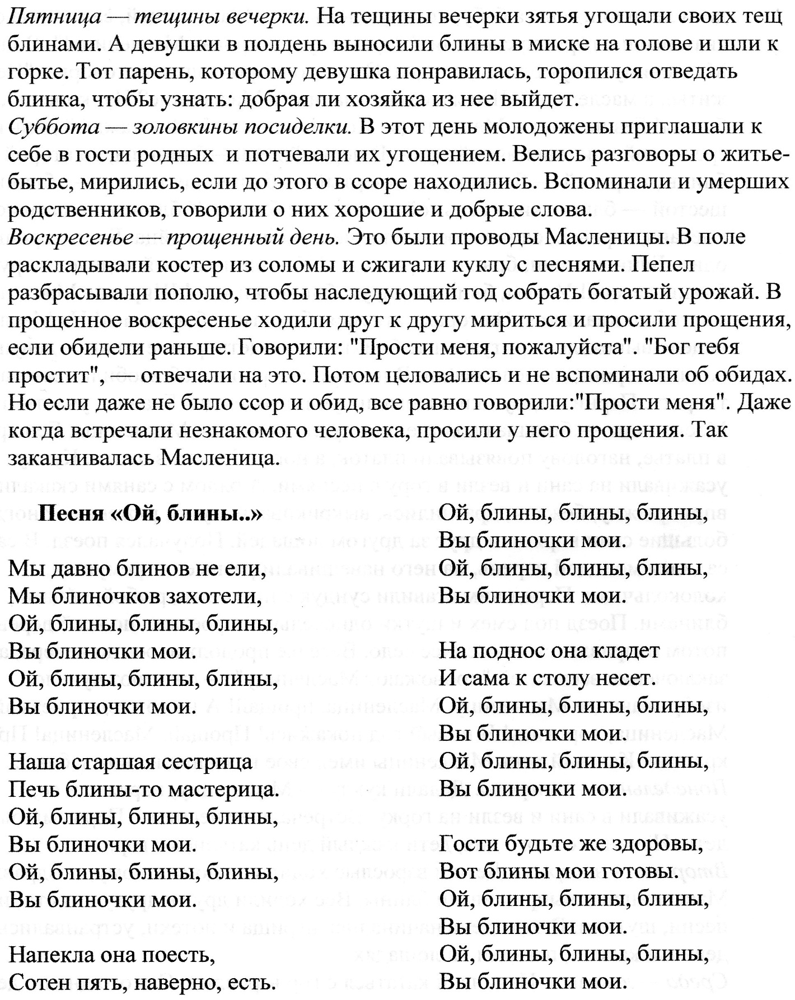 Пятница — тещины вечерки. На тещины вечерки зятья угощали своих тещ
блинами. А девушки в полдень выносили блины в миске на голове и шли к
горке. Тот парень, которому девушка понравилась, торопился отведать
блинка, чтобы узнать: добрая ли хозяйка из нее выйдет.
Суббота — золовкины посиделки. В этот день молодожены приглашали к
себе в гости родных и потчевали их угощением. Велись разговоры о житье-
бытье, мирились, если до этого в ссоре находились. Вспоминали и умерших
родственников, говорили о них хорошие и добрые слова.
Воскресенье — прощенный день. Это были проводы Масленицы. В поле
раскладывали костер из соломы и сжигали куклу с песнями. Пепел
разбрасывали пополю, чтобы наследующий год собрать богатый урожай. В
прощенное воскресенье ходили друг к другу мириться и просили прощения,
если обидели раньше. Говорили: "Прости меня, пожалуйста". "Бог тебя
простит", — отвечали на это. Потом целовались и не вспоминали об обидах.
Но если даже не было ссор и обид, все равно говорили:"Прости меня". Даже
когда встречали незнакомого человека, просили у него прощения. Так
заканчивалась Масленица.
Песня «Ой, блины..»
Мы давно блинов не ели,
Мы блиночков захотели,
Ой, блины, блины, блины,
Вы блиночки мои.
Ой, блины, блины, блины,
Вы блиночки мои.
Наша старшая сестрица
Печь блины-то мастерица.
Ой, блины, блины, блины,
Вы блиночки мои.
Ой, блины, блины, блины,
Вы блиночки мои.
Напекла она поесть,
Сотен пять, наверно, есть.
Ой, блины, блины, блины,
Вы блиночки мои.
Ой, блины, блины, блины,
Вы блиночки мои.
На поднос она кладет
И сама к столу несет.
Ой, блины, блины, блины,
Вы блиночки мои.
Ой, блины, блины, блины,
Вы блиночки мои.
Гости будьте же здоровы,
Вот блины мои готовы.
Ой, блины, блины, блины,
Вы блиночки мои.
Ой, блины, блины, блины,
Вы блиночки мои.